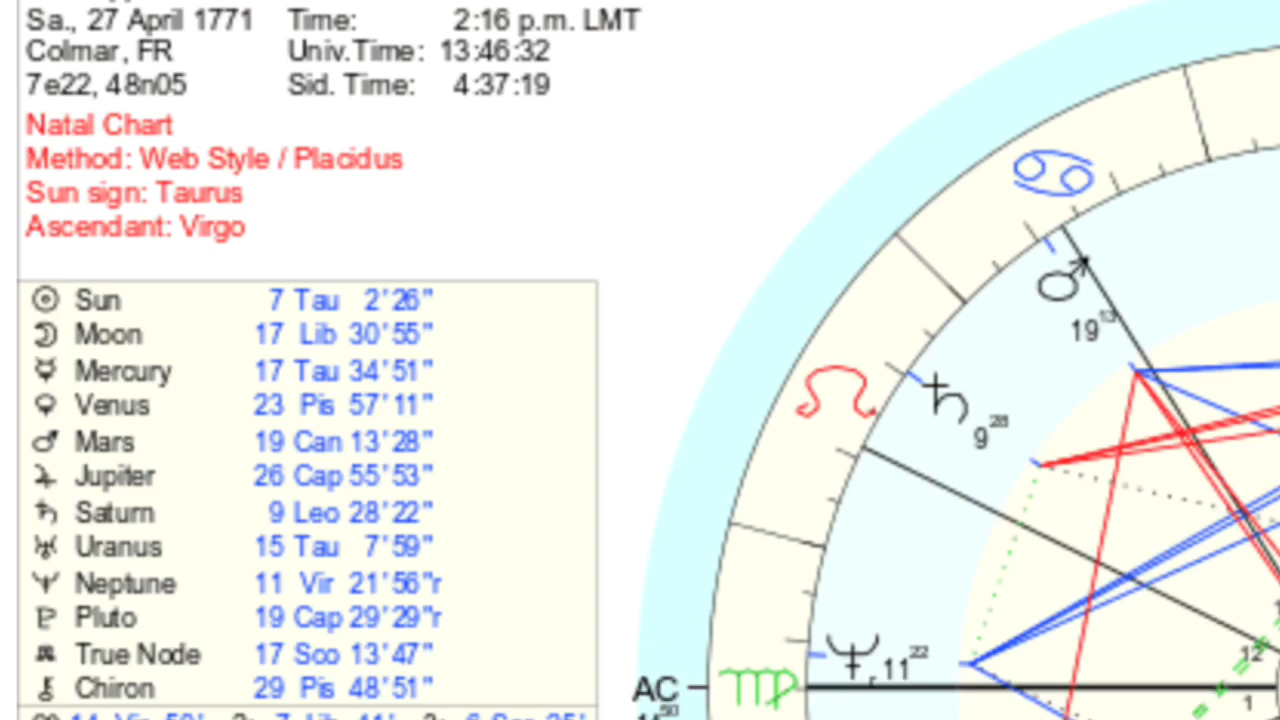 Sa., 27 April 1771 Time: 2:16 p.m. LMT
Colmar, FR Univ.Time: 13:46:32
7e22, 48n05 Sid. Time: 4:37:19
Natal Chart
Method: Web Style / Placidus
Sun sign: Taurus
Ascendant: Virgo
Sun 7 Tau 2'26"
Moon 17 Lib 30'55"
Mercury 17 Tau 34'51"
Venus 23 Pis 57'11"
Mars 19 Can 13'28"
Jupiter 26 Cap 55'53"
Saturn 9 Leo 28'22"
Uranus 15 Tau 7'59"
Neptune 11 Vir 21'56"r
Pluto 19 Cap 29'29"r
True Node 17 Sco 13'47"
Chiron 29 Pis 48'51"
19 13
9 28
11 22
r
AC
12
1